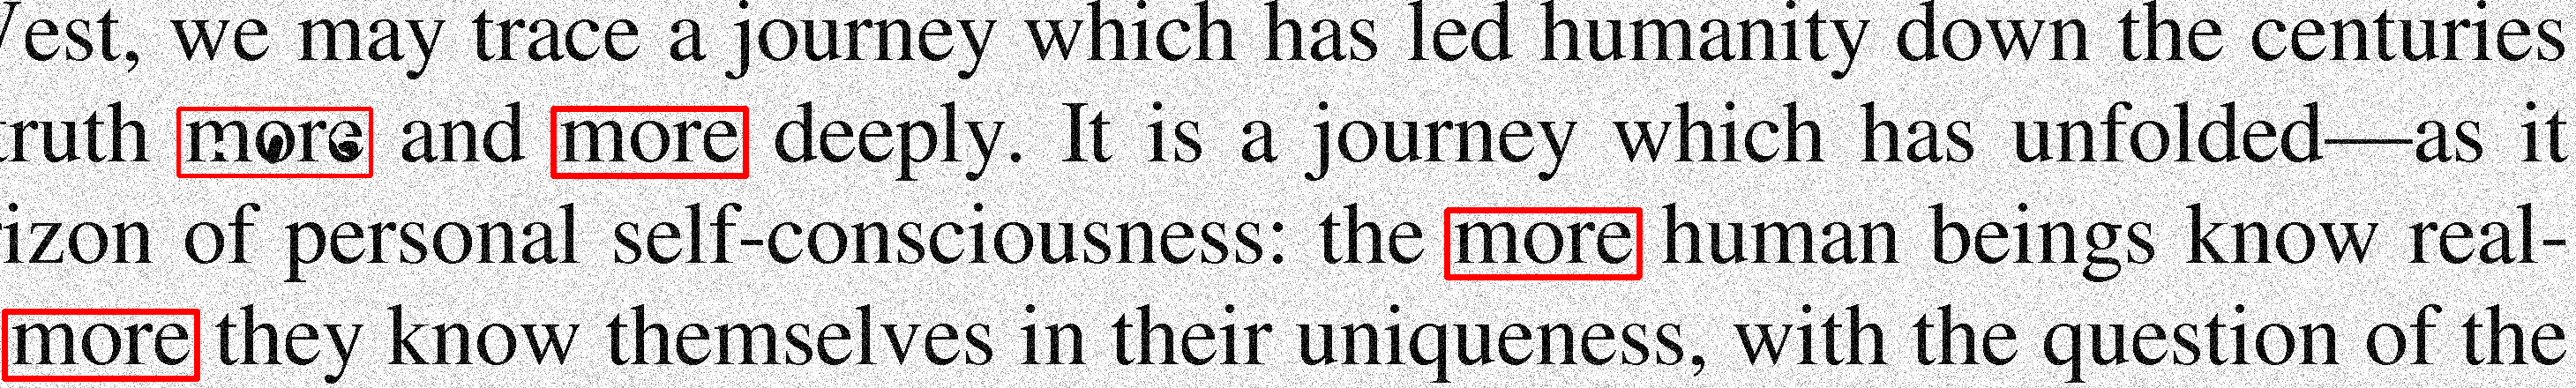 est, we may trace a journey which has led humanity down the centuries
truth more and more deeply. It is a journey which has unfolded—as it
izon of personal self-consciousness: the more human beings know real-
more they know themselves in their uniqueness, with the question of the